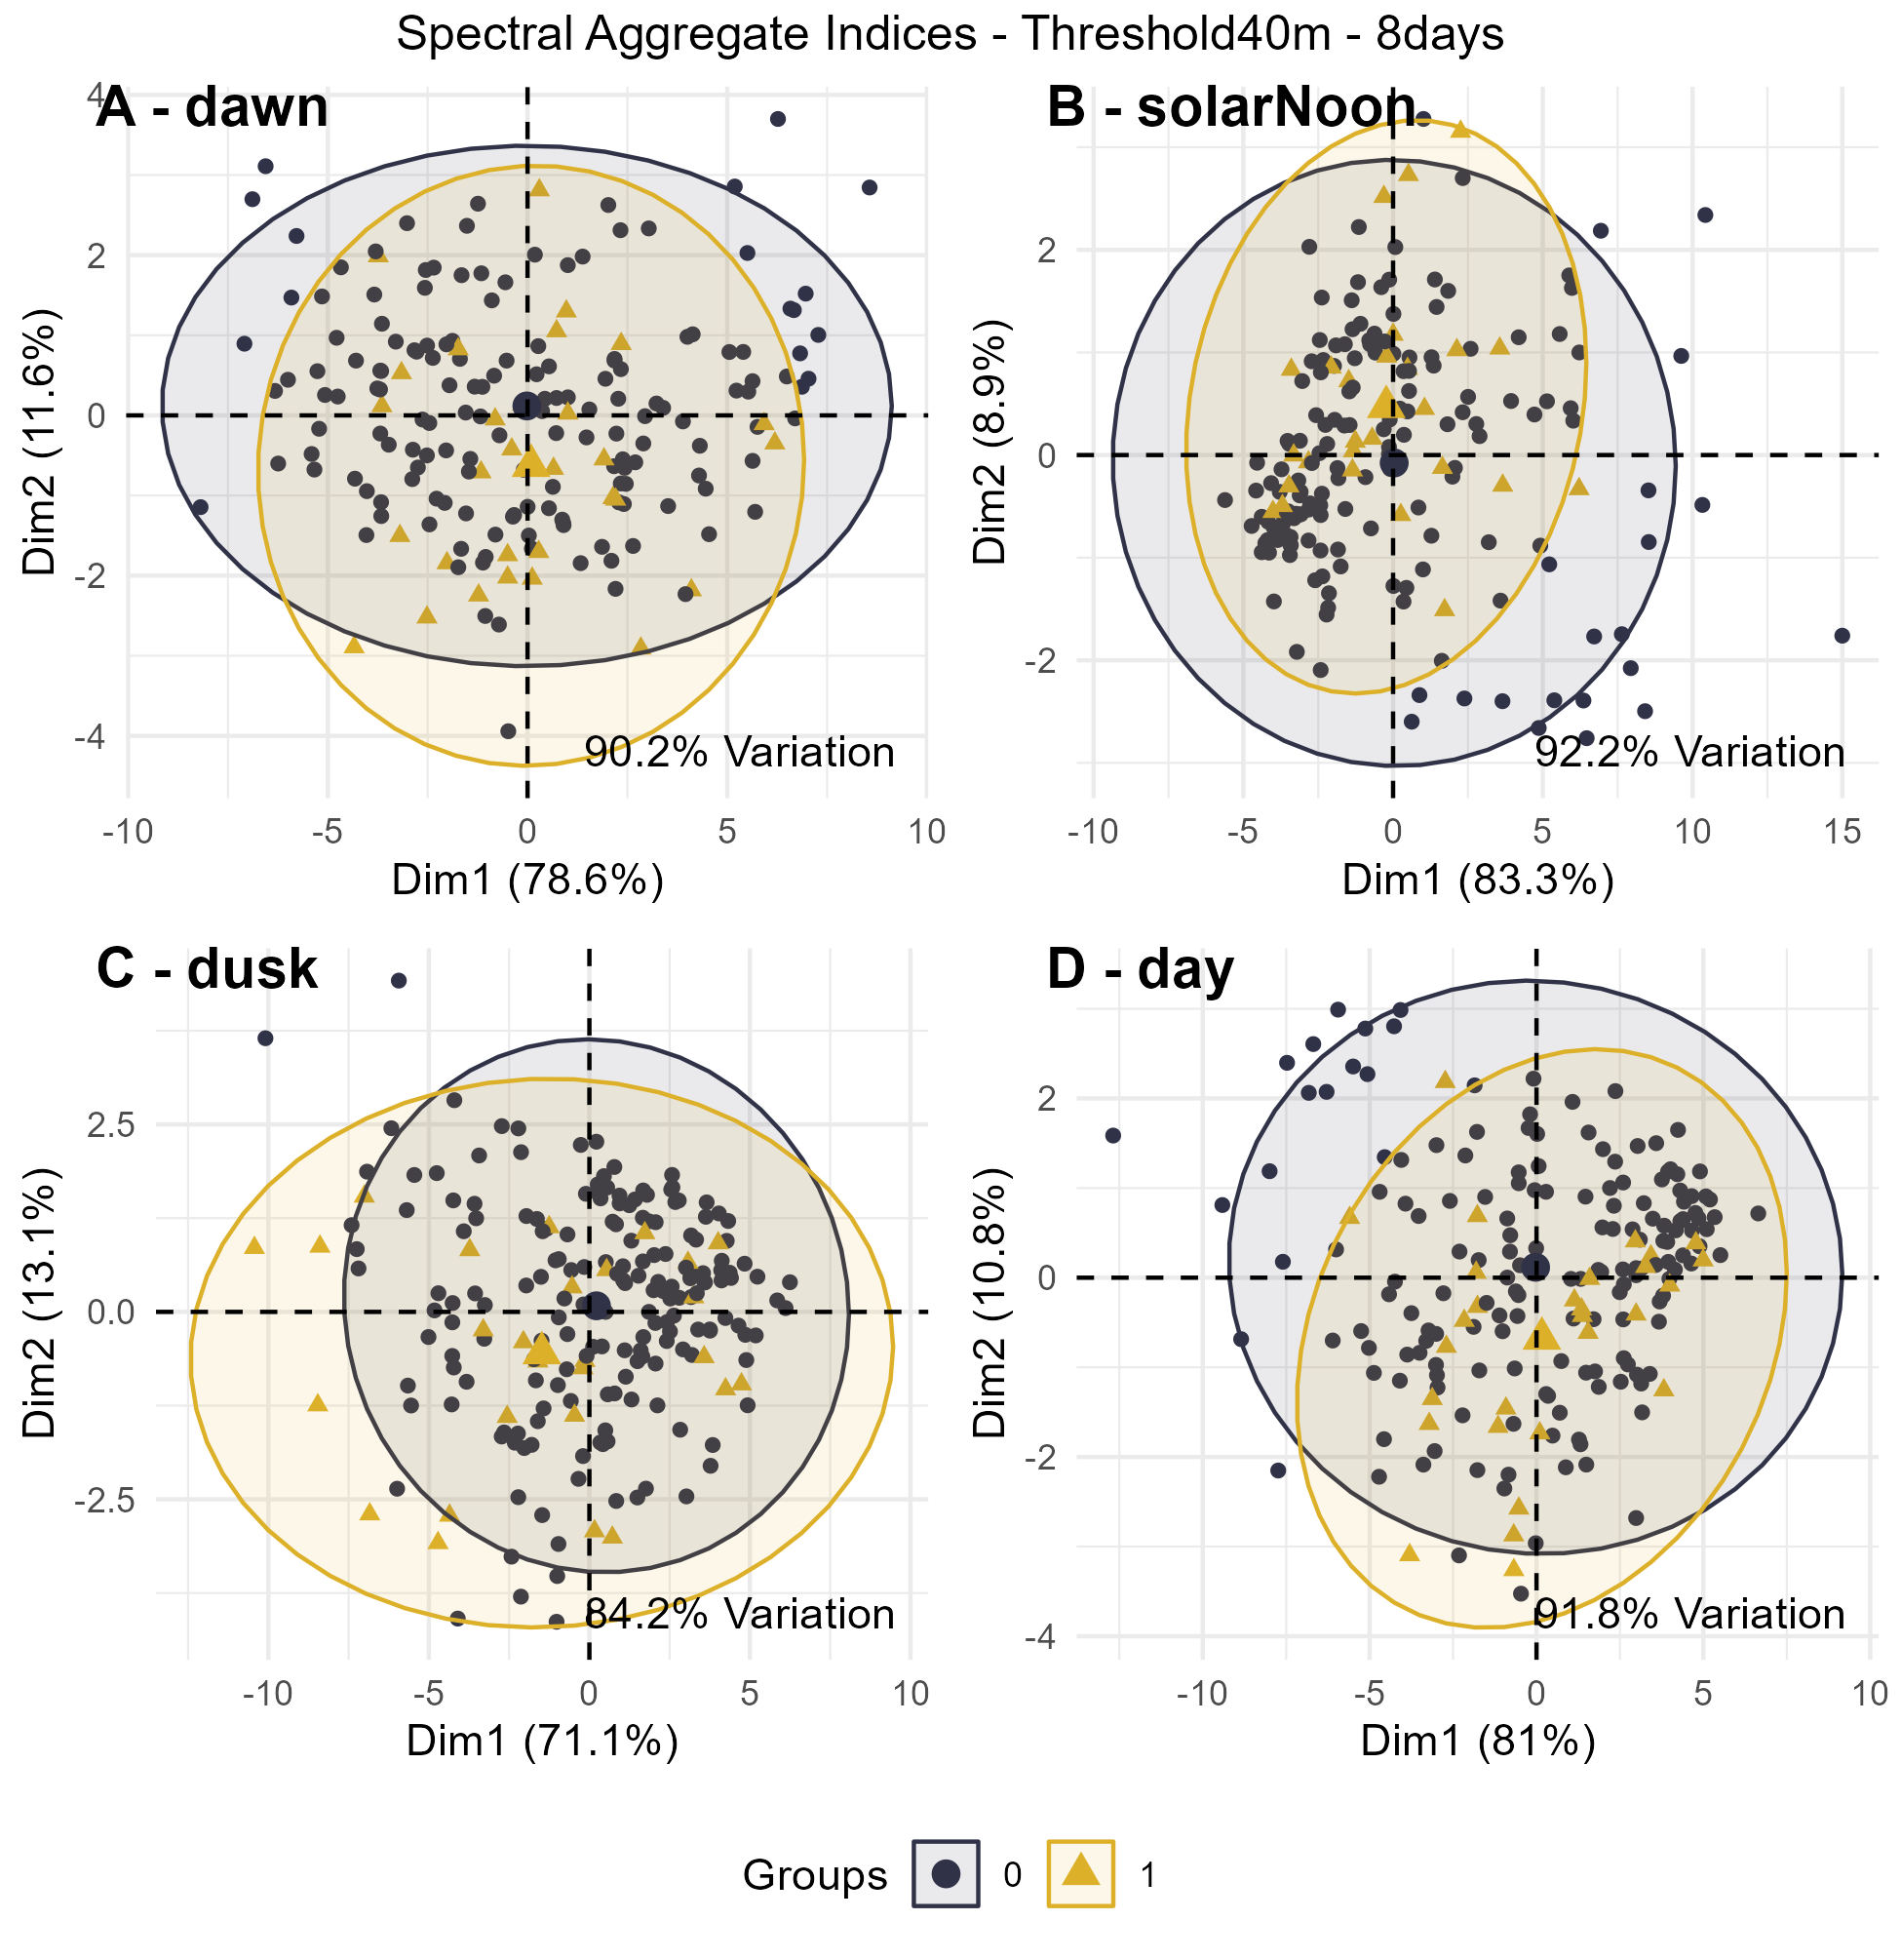 Spectral Aggregate Indices - Threshold40m - 8days
A - dawn
4
2
0
-2
-4
Dim2 (11.6%)
90.2% Variation
-10 -5 0 5 10
Dim1 (78.6%)
B - solarNoon
2
0
-2
Dim2 (8.9%)
92.2% Variation
-10 -5 0 5 10 15
Dim1 (83.3%)
C - dusk
2.5
0.0
-2.5
Dim2 (13.1%)
84.2% Variation
-10 -5 0 5 10
Dim1 (71.1%)
D - day
2
0
-2
-4
Dim2 (10.8%)
91.8% Variation
-10 -5 0 5 10
Dim1 (81%)
Groups 0 1